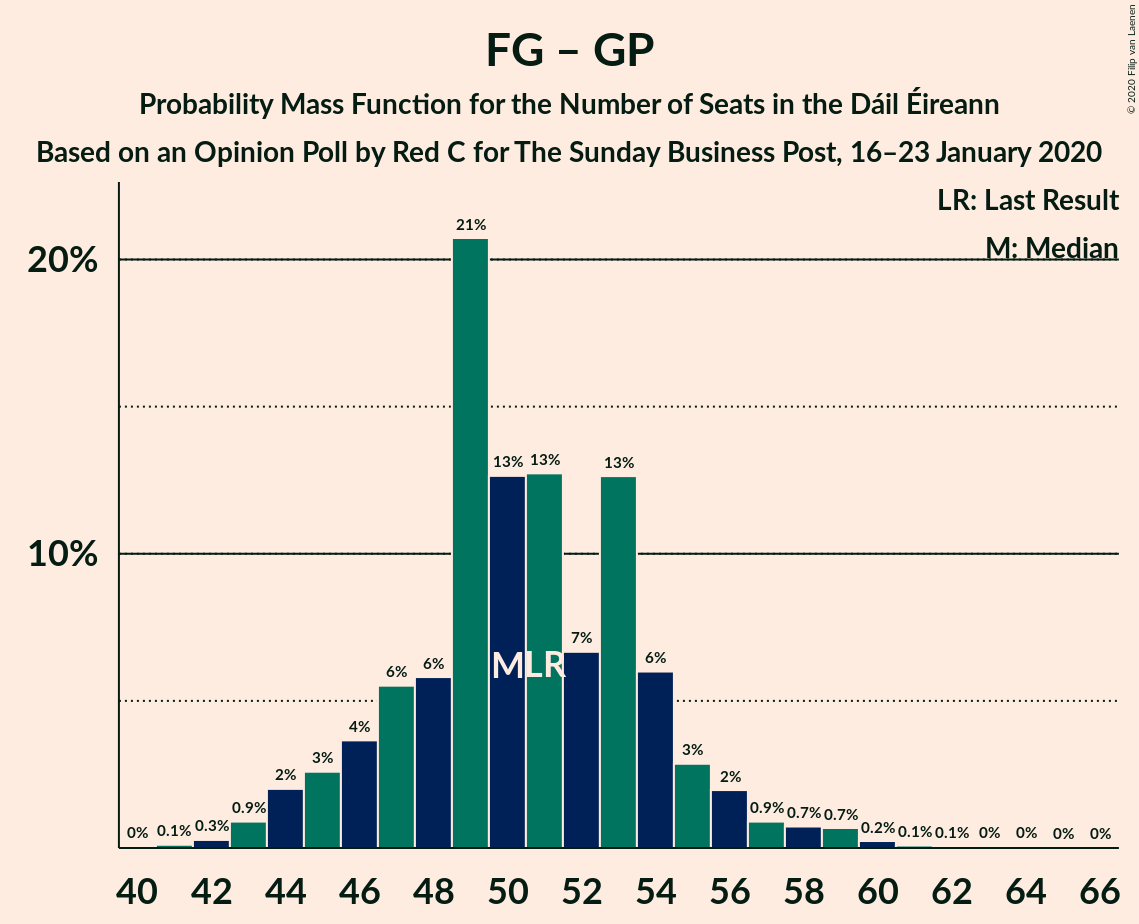 FG – GP
Probability Mass Function for the Number of Seats in the Dáil Éireann
Based on an Opinion Poll by Red C for The Sunday Business Post, 16–23 January 2020
© 2020 Filip van Laenen
LR: Last Result
M: Median
20%
10%
0% 0.1% 0.3% 0.9% 2% 3% 4% 6% 6% 21% 13% 13% 7% 13% 6% 3% 2% 0.9% 0.7% 0.7% 0.2% 0.1% 0.1% 0% 0% 0% 0%
M LR
40 42 44 46 48 50 52 54 56 58 60 62 64 66